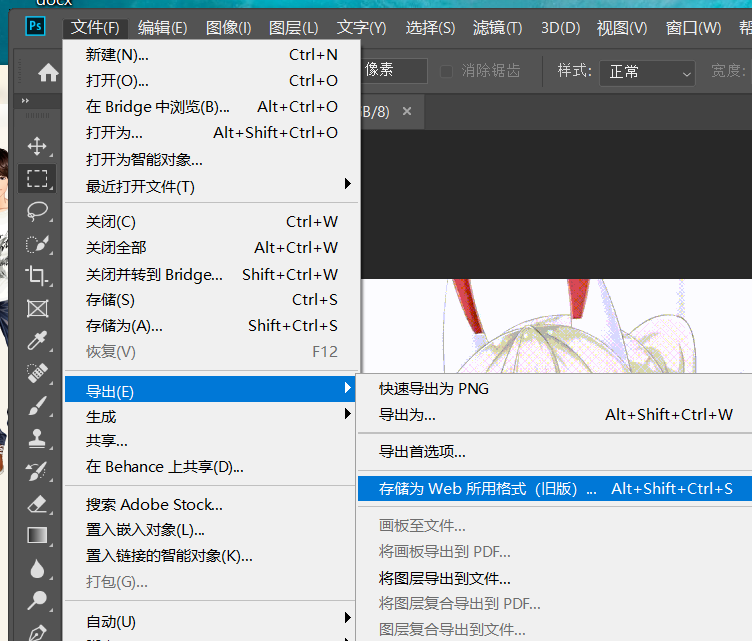 docx
Ps 文件(F) 编辑(E) 图像(I) 图层(L) 文字(Y) 选择(S) 滤镜(T) 3D(D) 视图(V) 窗口(W)
像素 消除锯齿 样式: 正常 宽度:
B/8) ×
新建(N)... Ctrl+N
打开(O)... Ctrl+O
在 Bridge 中浏览(B)... Alt+Ctrl+O
打开为... Alt+Shift+Ctrl+O
打开为智能对象...
最近打开文件(T)
关闭(C) Ctrl+W
关闭全部 Alt+Ctrl+W
关闭并转到 Bridge... Shift+Ctrl+W
存储(S) Ctrl+S
存储为(A)... Shift+Ctrl+S
恢复(V) F12
导出(E)
生成
共享...
在 Behance 上共享(D)...
搜索 Adobe Stock...
置入嵌入对象(L)...
置入链接的智能对象(K)...
打包(G)...
自动(U)
快速导出为 PNG
导出为... Alt+Shift+Ctrl+W
导出首选项...
存储为 Web 所用格式（旧版）... Alt+Shift+Ctrl+S
画板至文件...
将画板导出到 PDF...
将图层导出到文件...
将图层复合导出到 PDF...
图层复合导出到文件...